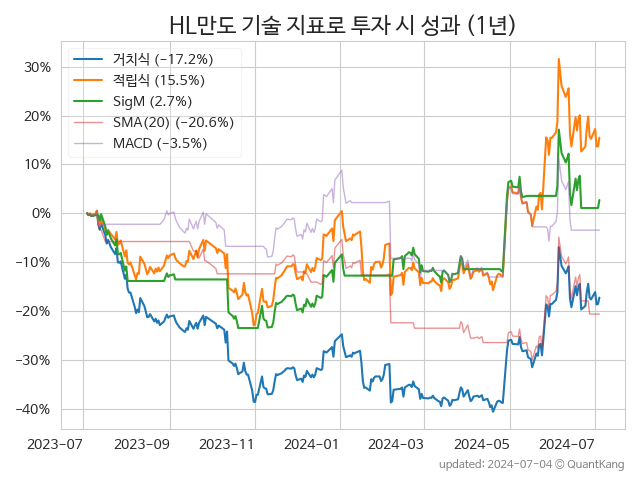 HL만도 기술 지표로 투자 시 성과 (1년)
거치식 (−17.2%)
적립식 (15.5%)
SigM (2.7%)
SMA(20) (−20.6%)
MACD (−3.5%)
30%
20%
10%
0%
−10%
−20%
−30%
−40%
2023-07 2023-09 2023-11 2024-01 2024-03 2024-05 2024-07
updated: 2024-07-04 © QuantKang